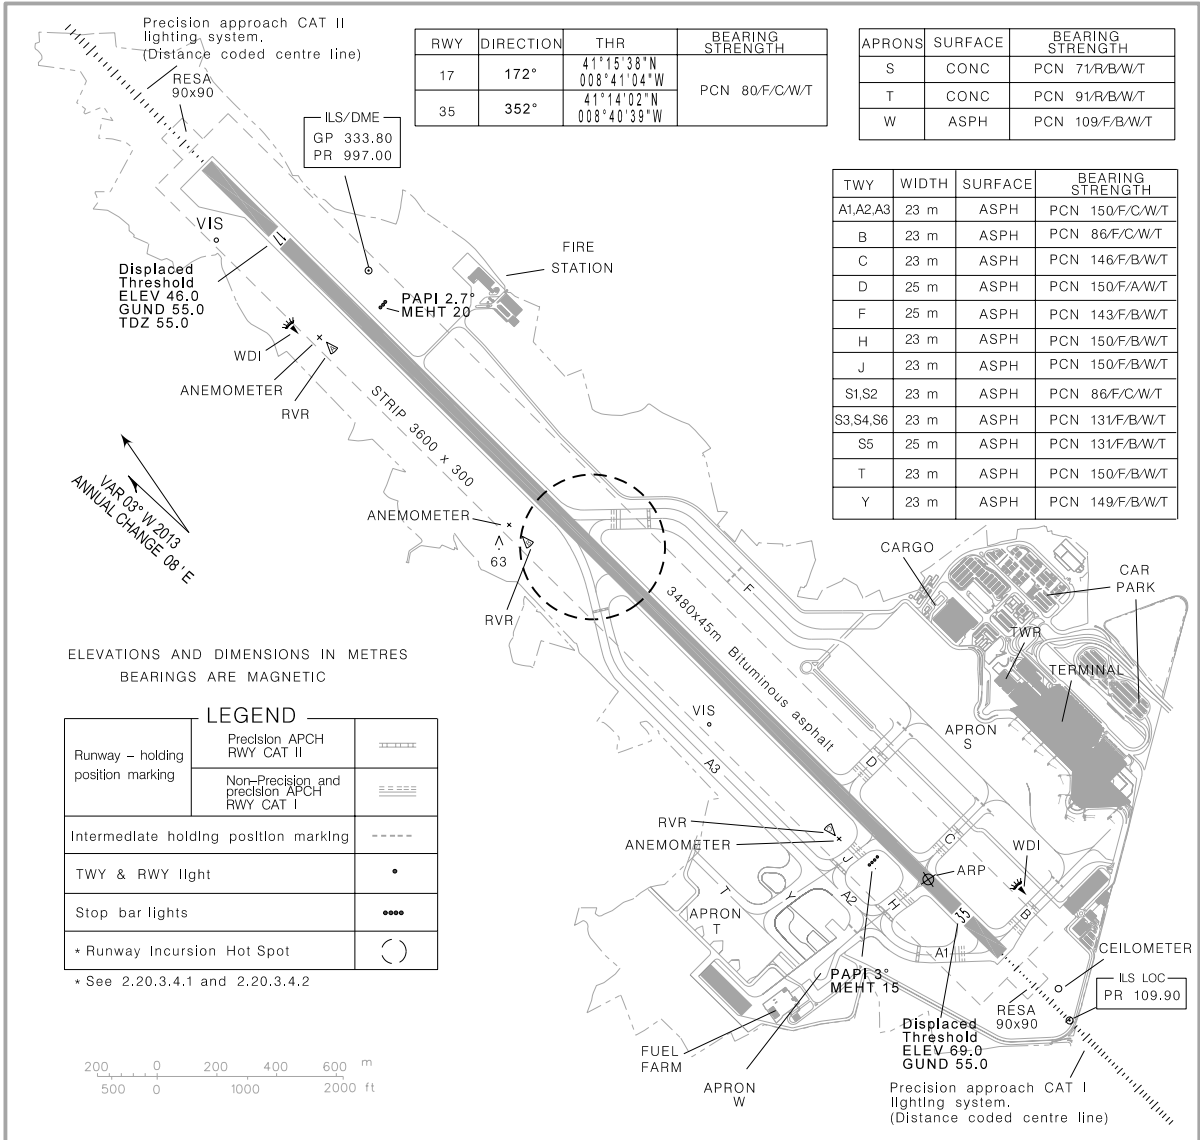 Precision approach CAT II
lighting system.
(Distance coded centre line)
RESA
90x90
ILS/DME
GP 333.80
PR 997.00
RWY DIRECTION THR BEARING STRENGTH
17 172° 41°15'38"N 008°41'04"W PCN 80/F/C/W/T
35 352° 41°14'02"N 008°40'39"W
APRONS SURFACE BEARING STRENGTH
S CONC PCN 71/R/B/W/T
T CONC PCN 91/R/B/W/T
W ASPH PCN 109/F/B/W/T
TWY WIDTH SURFACE BEARING STRENGTH
A1,A2,A3 23 m ASPH PCN 150/F/C/W/T
B 23 m ASPH PCN 86/F/C/W/T
C 23 m ASPH PCN 146/F/B/W/T
D 25 m ASPH PCN 150/F/A/W/T
F 25 m ASPH PCN 143/F/B/W/T
H 23 m ASPH PCN 150/F/B/W/T
J 23 m ASPH PCN 150/F/B/W/T
S1,S2 23 m ASPH PCN 86/F/C/W/T
S3,S4,S6 23 m ASPH PCN 131/F/B/W/T
S5 25 m ASPH PCN 131/F/B/W/T
T 23 m ASPH PCN 150/F/B/W/T
Y 23 m ASPH PCN 149/F/B/W/T
VIS
17
Displaced
Threshold
ELEV 46.0
GUND 55.0
TDZ 55.0
FIRE
STATION
PAPI 2.7°
MEHT 20
WDI
ANEMOMETER
RVR
STRIP 3600 x 300
VAR 03° W 2013
ANNUAL CHANGE 08 ' E
ANEMOMETER
63
RVR
F
3480x45m Bituminous asphalt
CARGO
CAR
PARK
TWR
TERMINAL
APRON
S
VIS
A3
D
C
B
RVR
ANEMOMETER
J
WDI
ARP
T
Y
A2
H
35
A1
APRON
T
PAPI 3°
MEHT 15
CEILOMETER
ILS LOC
PR 109.90
RESA
90x90
Displaced
Threshold
ELEV 69.0
GUND 55.0
FUEL
FARM
APRON
W
Precision approach CAT I
lighting system.
(Distance coded centre line)
ELEVATIONS AND DIMENSIONS IN METRES
BEARINGS ARE MAGNETIC
LEGEND
Runway - holding
position marking
Precision APCH
RWY CAT II
Non-Precision and
precision APCH
RWY CAT I
Intermediate holding position marking
TWY & RWY light
Stop bar lights
* Runway Incursion Hot Spot
* See 2.20.3.4.1 and 2.20.3.4.2
200 0 200 400 600 m
500 0 1000 2000 ft